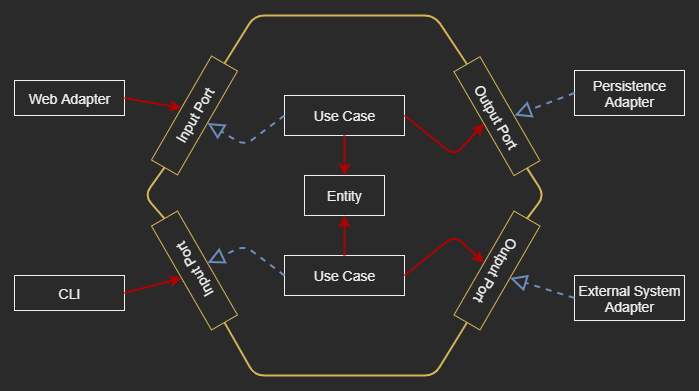 Web Adapter
Input Port
Use Case
Output Port
Persistence
Adapter
Entity
CLI
Input Port
Use Case
Output Port
External System
Adapter